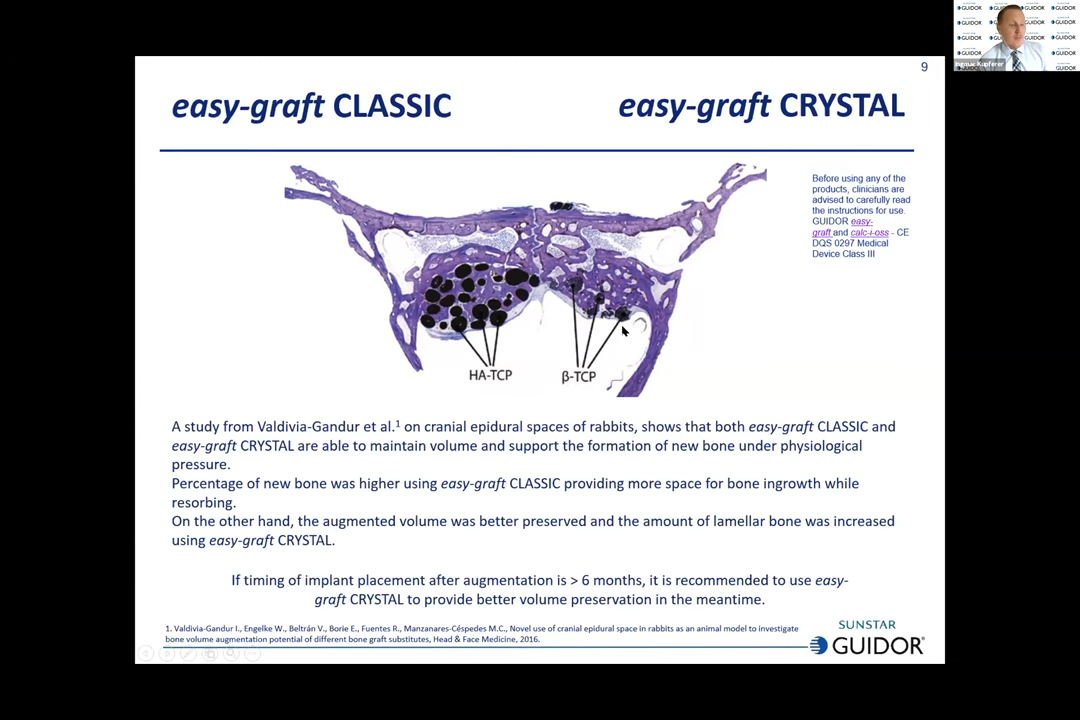 SUNSTAR
GUIDOR
GUIDOR
GUIDOR
GUIDOR
Ingmar Kupferer
9
easy-graft CLASSIC
easy-graft CRYSTAL
Before using any of the
products, clinicians are
advised to carefully read
the instructions for use.
GUIDOR easy-
graft and calc-i-oss - CE
DQS 0297 Medical
Device Class III
HA-TCP
β-TCP
A study from Valdivia-Gandur et al.¹ on cranial epidural spaces of rabbits, shows that both easy-graft CLASSIC and
easy-graft CRYSTAL are able to maintain volume and support the formation of new bone under physiological
pressure.
Percentage of new bone was higher using easy-graft CLASSIC providing more space for bone ingrowth while
resorbing.
On the other hand, the augmented volume was better preserved and the amount of lamellar bone was increased
using easy-graft CRYSTAL.
If timing of implant placement after augmentation is > 6 months, it is recommended to use easy-
graft CRYSTAL to provide better volume preservation in the meantime.
1. Valdivia-Gandur I., Engelke W., Beltrán V., Borie E., Fuentes R., Manzanares-Céspedes M.C., Novel use of cranial epidural space in rabbits as an animal model to investigate
bone volume augmentation potential of different bone graft substitutes, Head & Face Medicine, 2016.
SUNSTAR
GUIDOR®